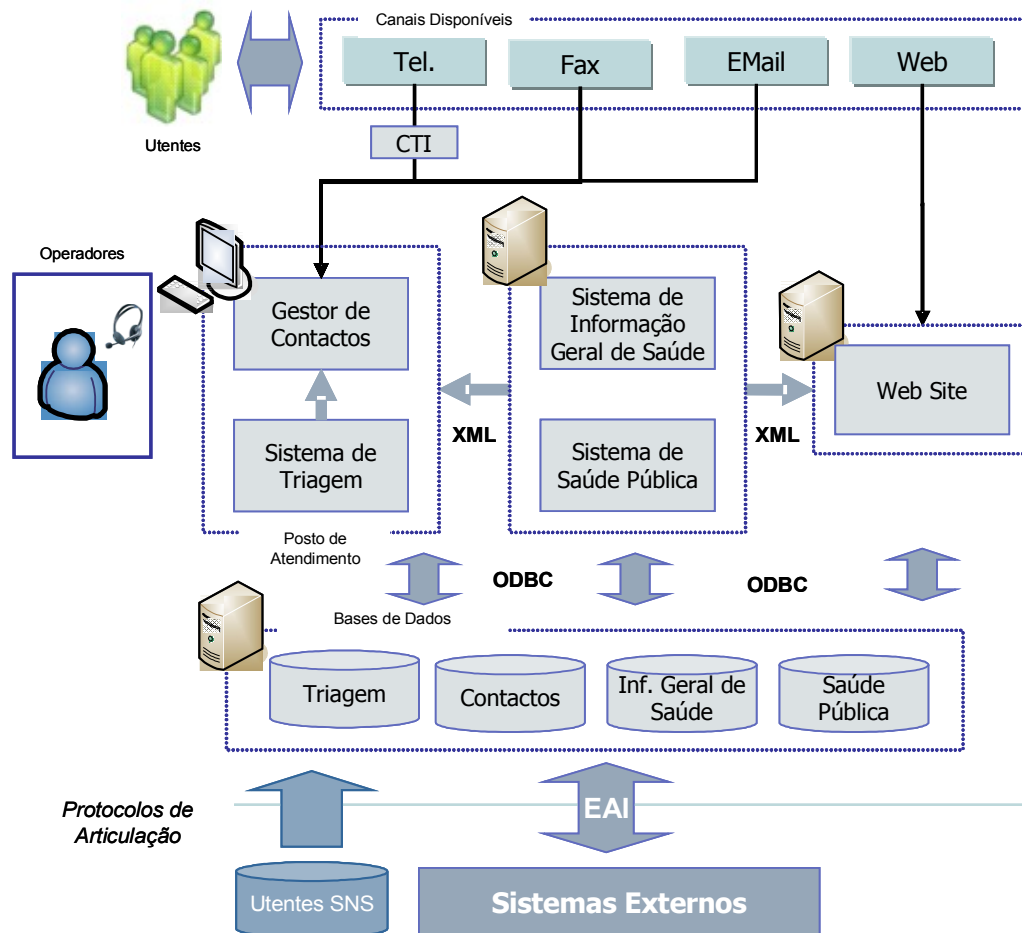 Canais Disponíveis
Tel.
Fax
EMail
Web
Utentes
CTI
Operadores
Gestor de
Contactos
Sistema de
Informação
Geral de Saúde
Web Site
XML
XML
Sistema de
Triagem
Sistema de
Saúde Pública
Posto de
Atendimento
ODBC
ODBC
Bases de Dados
Triagem
Contactos
Inf. Geral de
Saúde
Saúde
Pública
Protocolos de
Articulação
EAI
Utentes SNS
Sistemas Externos